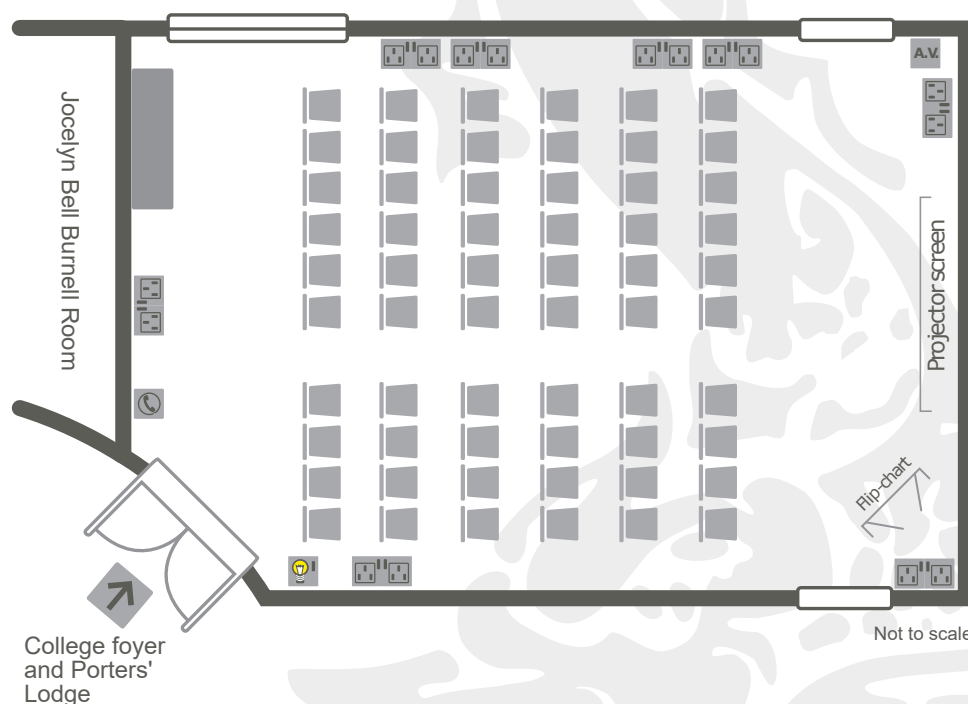 A.V.
Jocelyn Bell Burnell Room
Projector screen
Flip-chart
Not to scale
College foyer
and Porters'
Lodge